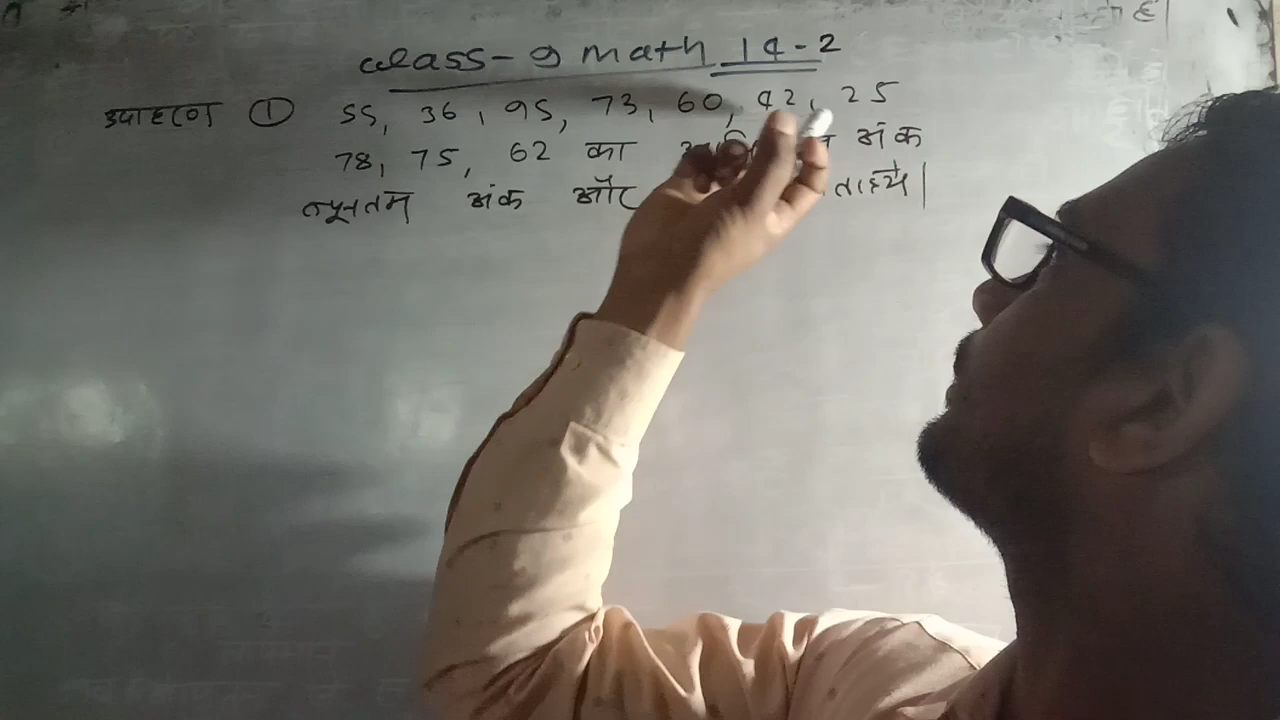 class-9 math 14-2
उदाहरण ① 55, 36, 95, 73, 60, 42, 25
78, 75, 62 का अंक
न्यूनतम अंक और